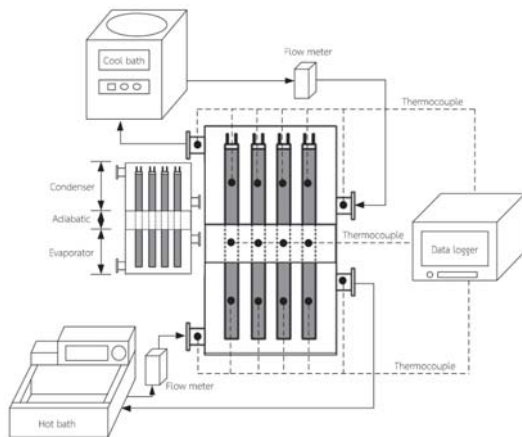 Cool bath
Flow meter
Thermocouple
Condenser
Adiabatic
Evaporator
Thermocouple
Data logger
Thermocouple
Flow meter
Hot bath